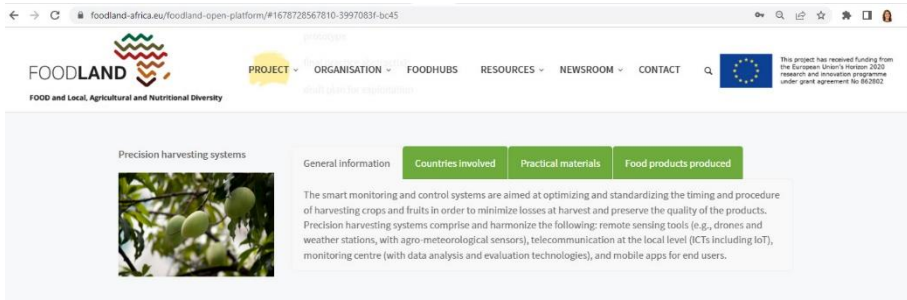 foodland-africa.eu/foodland-open-platform/#1678728567810-3997083f-bc45
prototype.
FOODLAND
FOOD and Local, Agricultural and Nutritional Diversity
PROJECT
ORGANISATION
FOODHUBS
RESOURCES
NEWSROOM
CONTACT
This project has received funding from
the European Union's Horizon 2020
research and innovation programme
under grant agreement No 862802
Precision harvesting systems
General information
Countries involved
Practical materials
Food products produced
The smart monitoring and control systems are aimed at optimizing and standardizing the timing and procedure
of harvesting crops and fruits in order to minimize losses at harvest and preserve the quality of the products.
Precision harvesting systems comprise and harmonize the following: remote sensing tools (e.g., drones and
weather stations, with agro-meteorological sensors), telecommunication at the local level (ICTs including IoT),
monitoring centre (with data analysis and evaluation technologies), and mobile apps for end users.